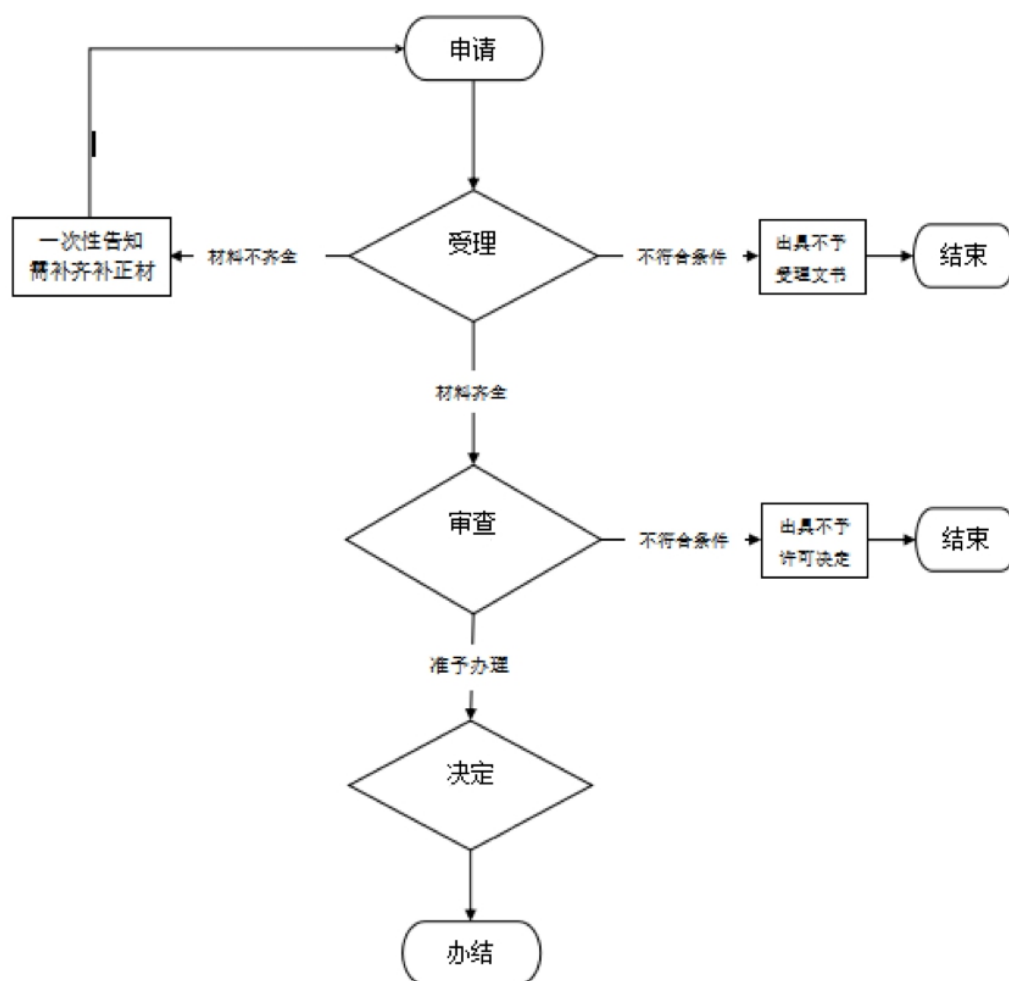 申请
受理
一次性告知
需补齐补正材
材料不齐全
不符合条件
出具不予
受理文书
结束
材料齐全
审查
不符合条件
出具不予
许可决定
结束
准予办理
决定
办结